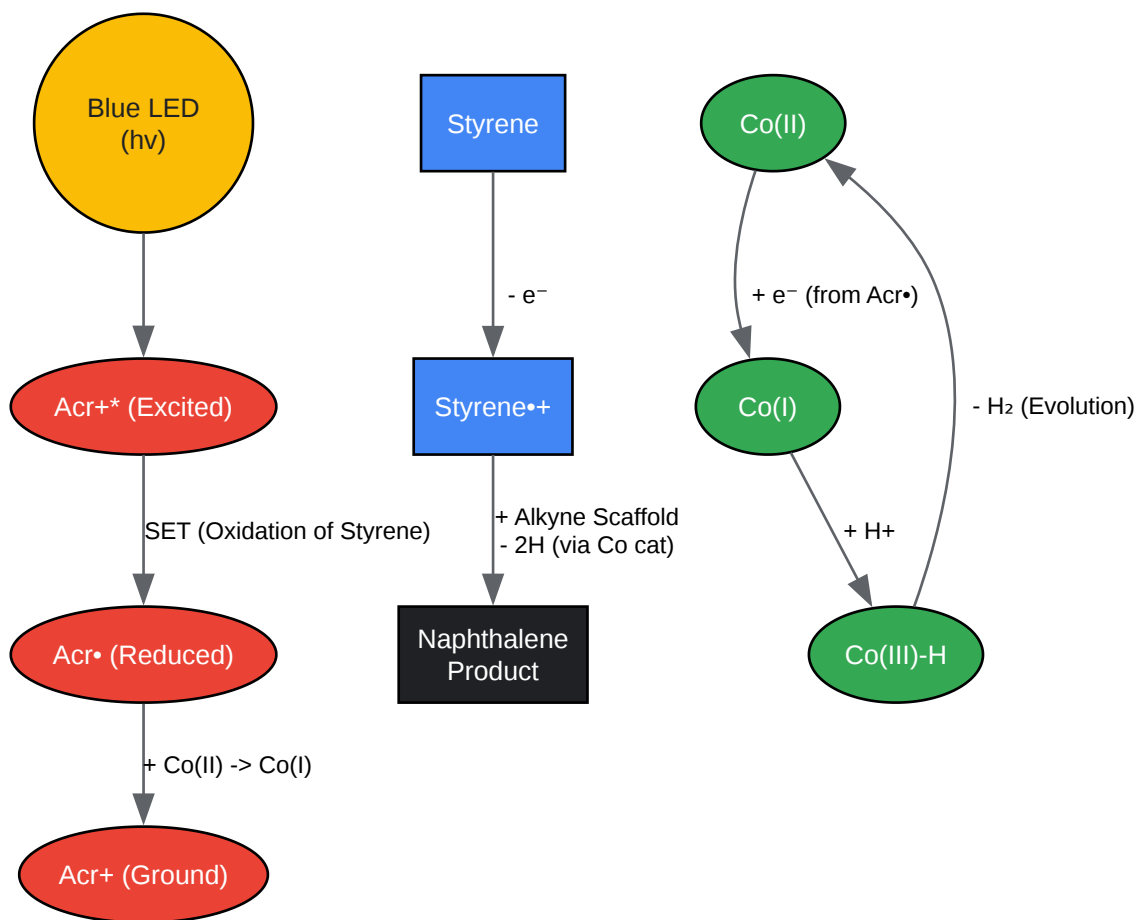 Blue LED
(hv)
Styrene
Co(II)
- e⁻
+ e⁻ (from Acr•)
Acr+* (Excited)
Styrene•+
Co(I)
- H₂ (Evolution)
SET (Oxidation of Styrene)
+ Alkyne Scaffold
- 2H (via Co cat)
+ H+
Acr• (Reduced)
Naphthalene
Product
Co(III)-H
+ Co(II) -> Co(I)
Acr+ (Ground)